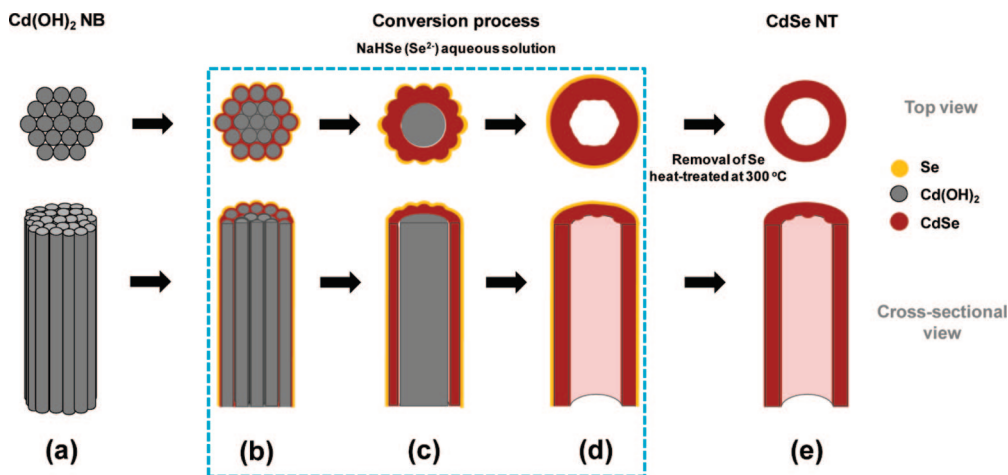 Cd(OH)₂ NB
Conversion process
CdSe NT
NaHSe (Se²⁻) aqueous solution
Top view
Removal of Se
heat-treated at 300 °C
Se
Cd(OH)₂
CdSe
Cross-sectional
view
(a)
(b)
(c)
(d)
(e)